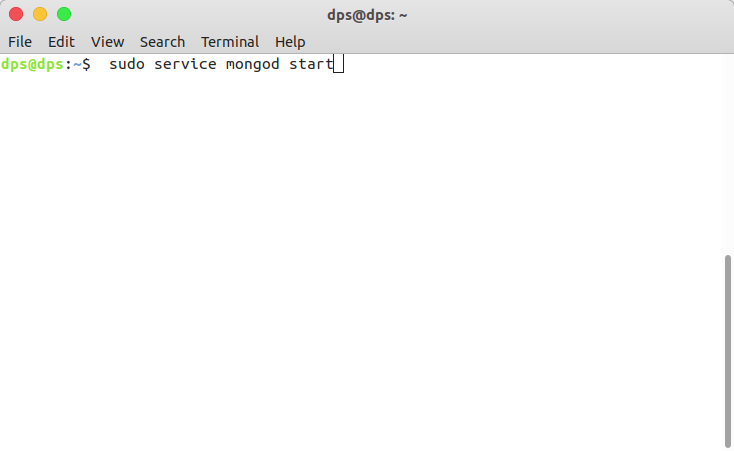 dps@dps: ~
File Edit View Search Terminal Help
dps@dps:~$  sudo service mongod start